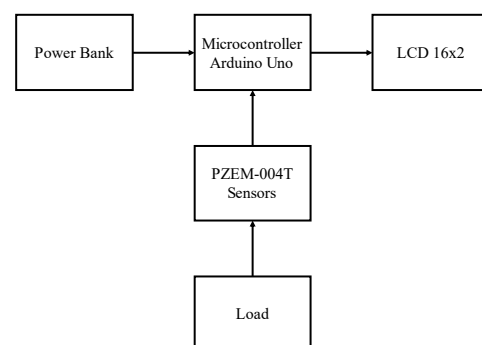 Power Bank
Microcontroller
Arduino Uno
LCD 16x2
PZEM-004T
Sensors
Load